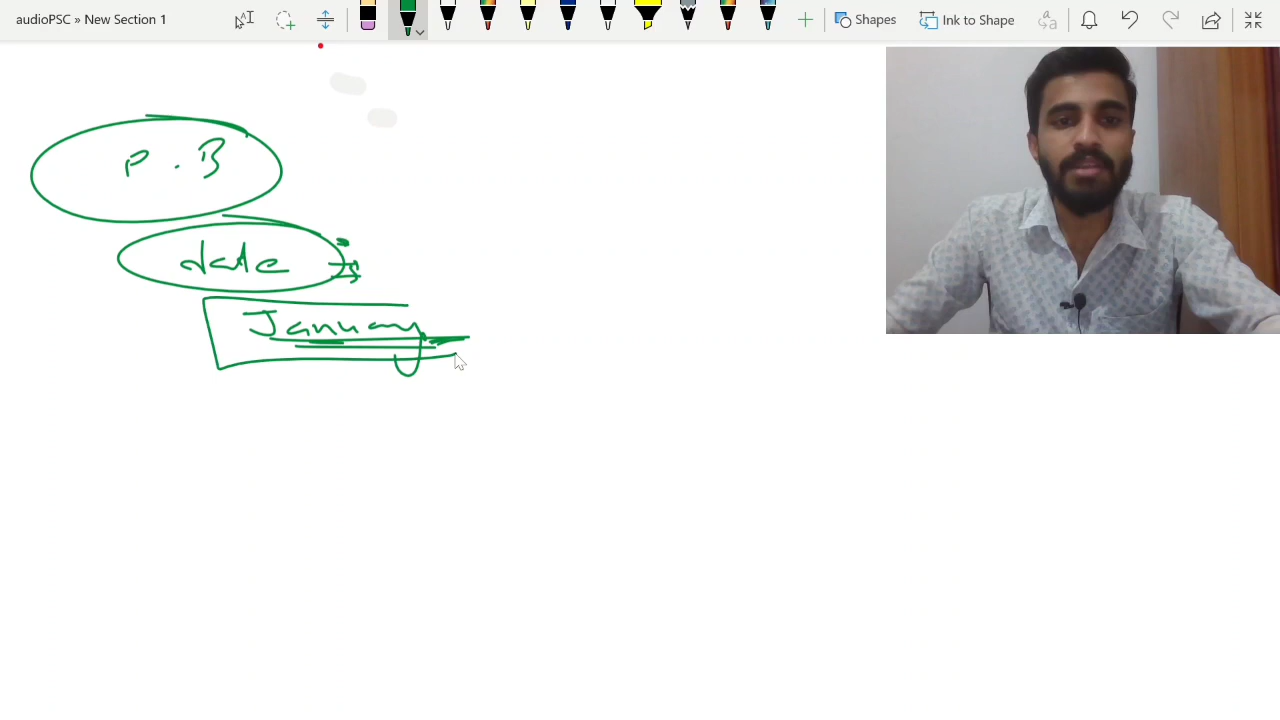 audioPSC » New Section 1
Shapes
Ink to Shape
P . B
date
January